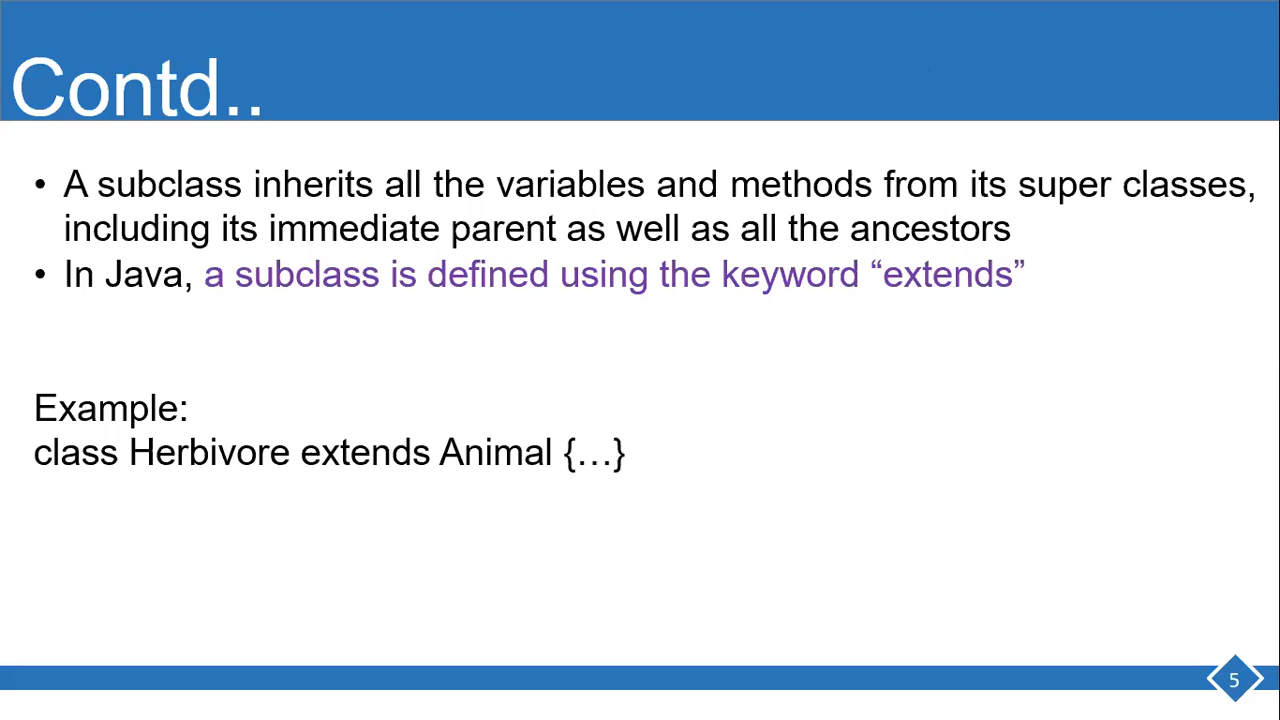 Contd..
• A subclass inherits all the variables and methods from its super classes,
including its immediate parent as well as all the ancestors
• In Java, a subclass is defined using the keyword “extends”
Example:
class Herbivore extends Animal {…}
5